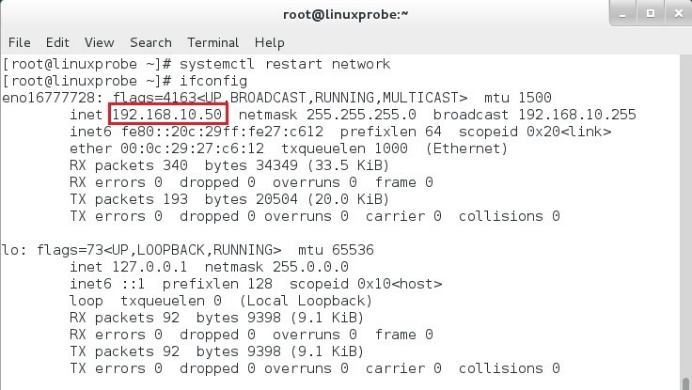 root@linuxprobe:~
File Edit View Search Terminal Help
[root@linuxprobe ~]# systemctl restart network
[root@linuxprobe ~]# ifconfig
eno16777728: flags=4163<UP,BROADCAST,RUNNING,MULTICAST>  mtu 1500
        inet 192.168.10.50  netmask 255.255.255.0  broadcast 192.168.10.255
        inet6 fe80::20c:29ff:fe27:c612  prefixlen 64  scopeid 0x20<link>
        ether 00:0c:29:27:c6:12  txqueuelen 1000  (Ethernet)
        RX packets 340  bytes 34349 (33.5 KiB)
        RX errors 0  dropped 0  overruns 0  frame 0
        TX packets 193  bytes 20504 (20.0 KiB)
        TX errors 0  dropped 0 overruns 0  carrier 0  collisions 0
lo: flags=73<UP,LOOPBACK,RUNNING>  mtu 65536
        inet 127.0.0.1  netmask 255.0.0.0
        inet6 ::1  prefixlen 128  scopeid 0x10<host>
        loop  txqueuelen 0  (Local Loopback)
        RX packets 92  bytes 9398 (9.1 KiB)
        RX errors 0  dropped 0  overruns 0  frame 0
        TX packets 92  bytes 9398 (9.1 KiB)
        TX errors 0  dropped 0 overruns 0  carrier 0  collisions 0